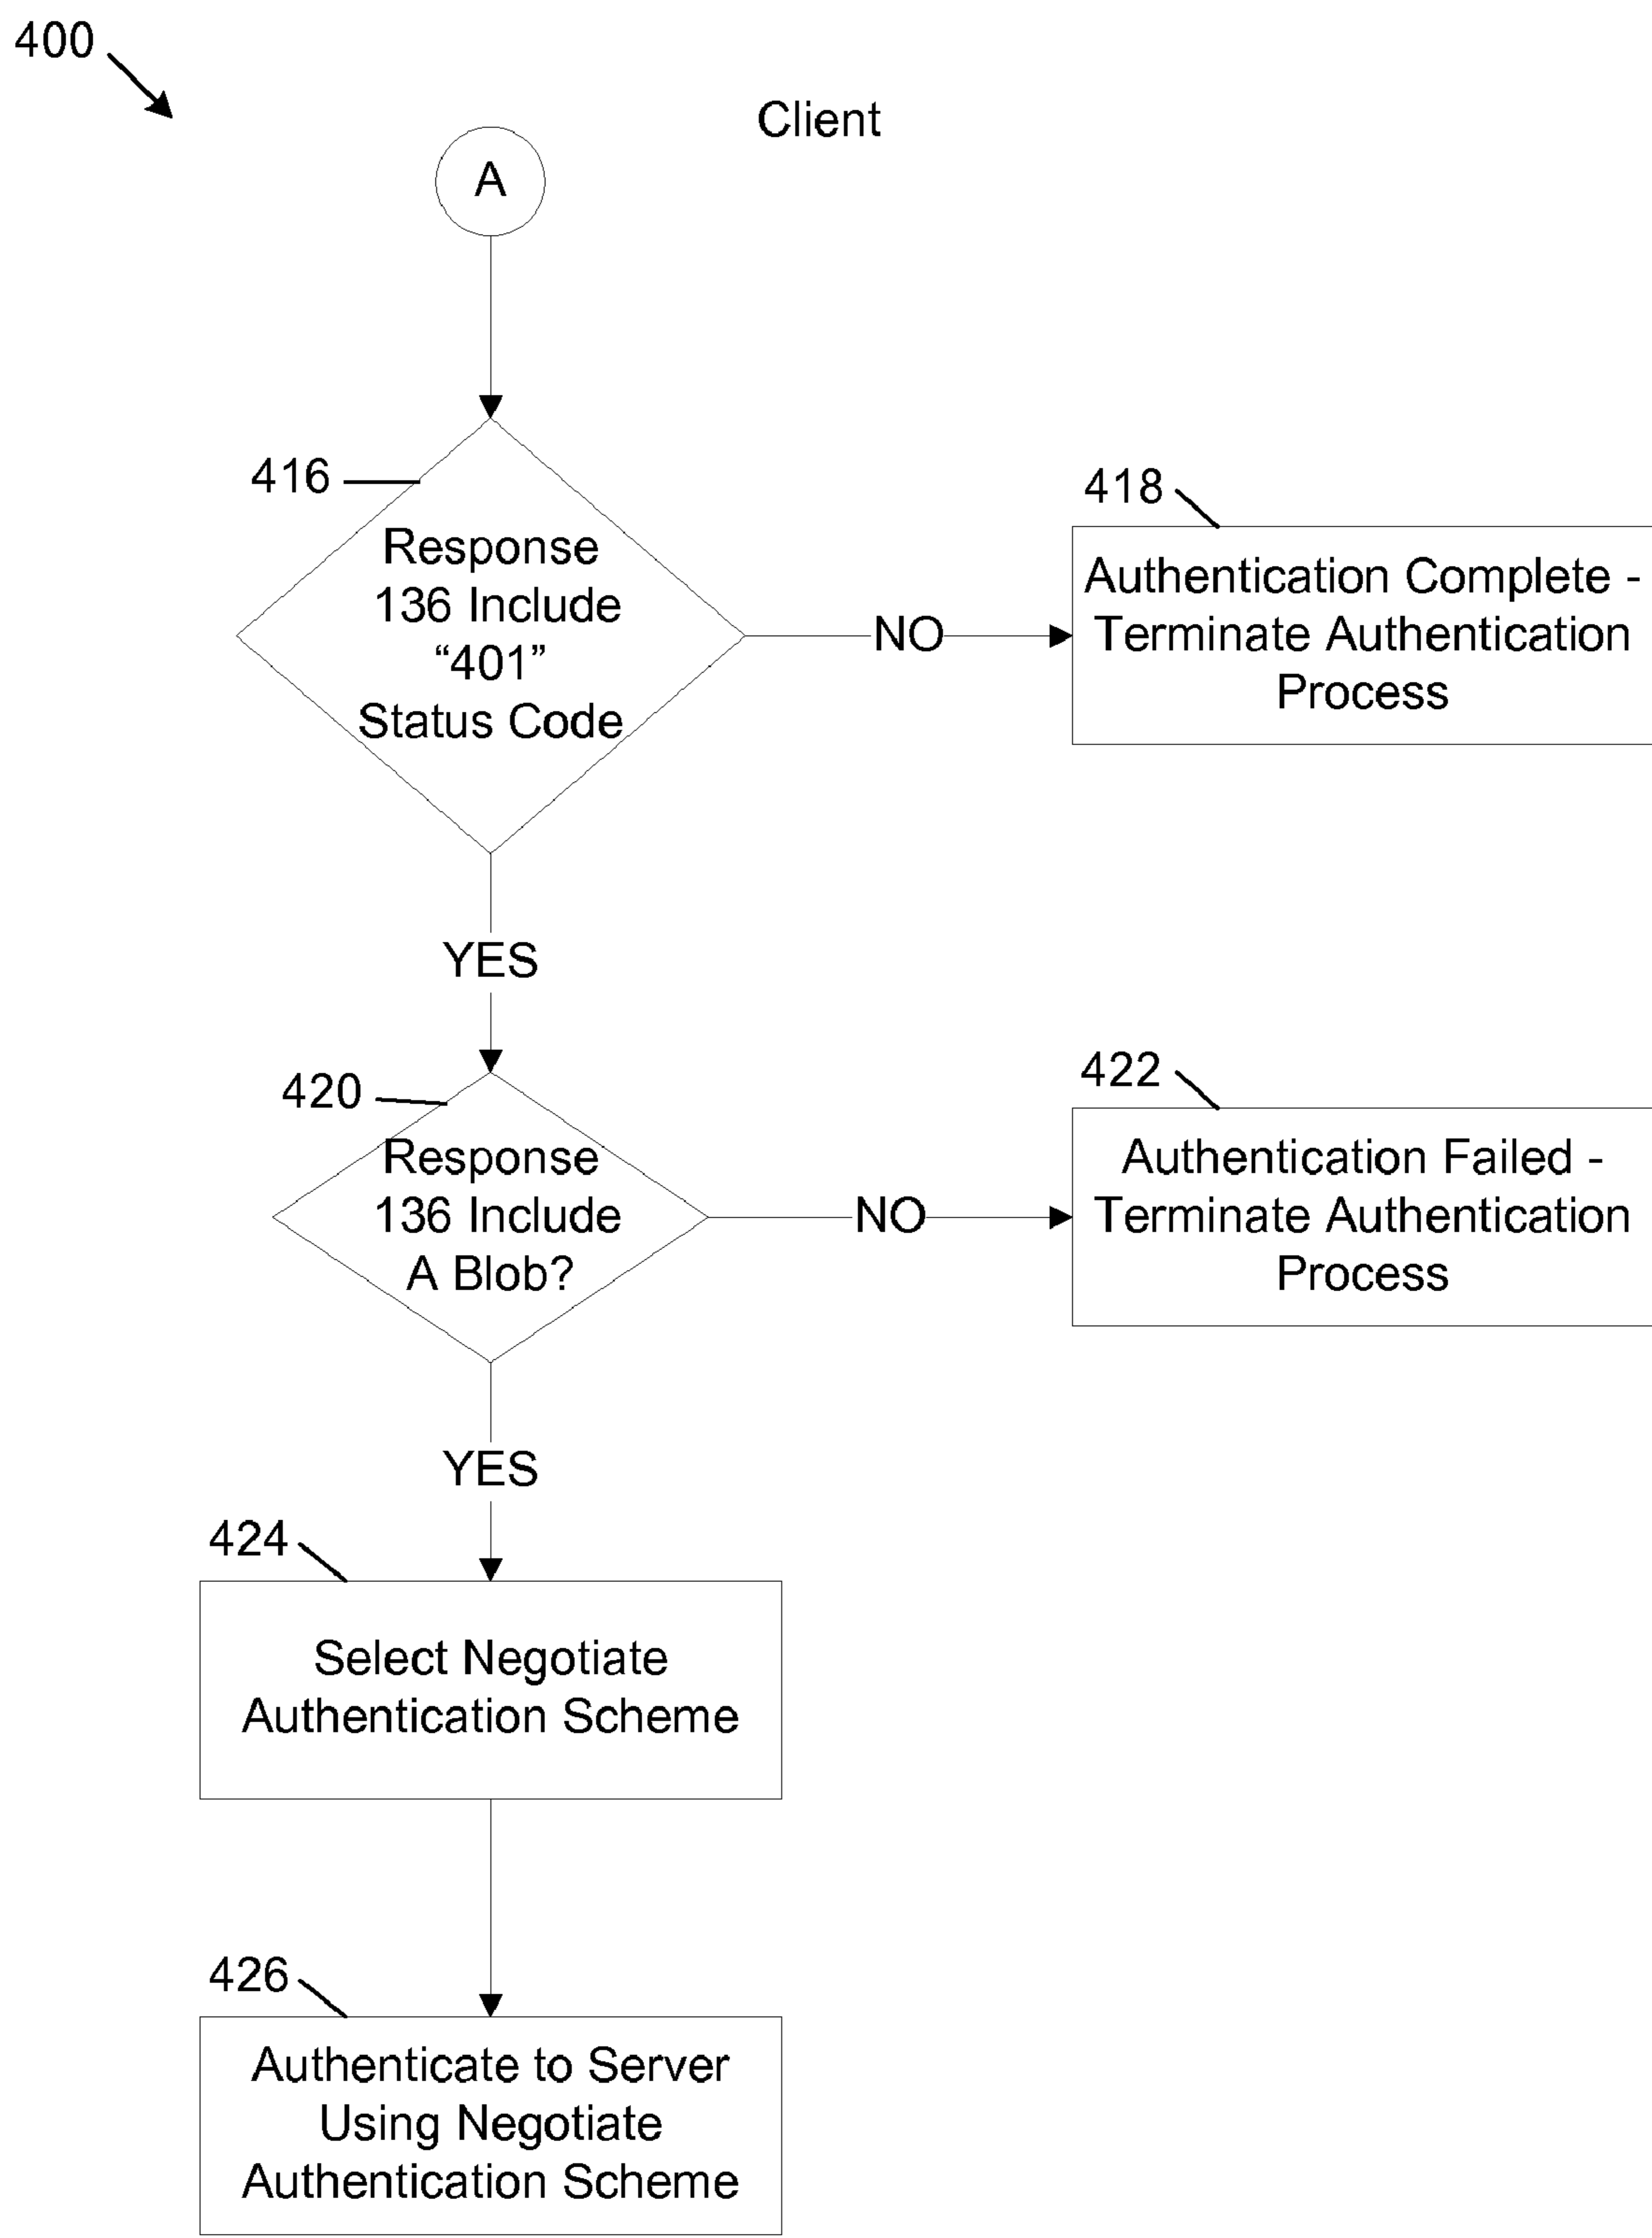 400
Client
A
416
Response
136 Include
“401”
Status Code
NO
418
Authentication Complete -
Terminate Authentication
Process
YES
420
Response
136 Include
A Blob?
NO
422
Authentication Failed -
Terminate Authentication
Process
YES
424
Select Negotiate
Authentication Scheme
426
Authenticate to Server
Using Negotiate
Authentication Scheme